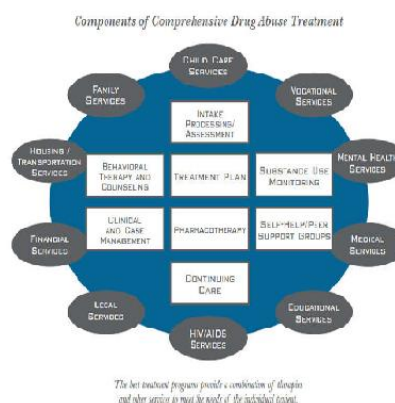 Components of Comprehensive Drug Abuse Treatment
CHILD CARE
SERVICES
FAMILY
SERVICES
VOCATIONAL
SERVICES
INTAKE
PROCESSING/
ASSESSMENT
HOUSING /
TRANSPORTATION
SERVICES
BEHAVIORAL
THERAPY AND
COUNSELING
TREATMENT PLAN
SUBSTANCE USE
MONITORING
MENTAL HEALTH
SERVICES
FINANCIAL
SERVICES
CLINICAL
AND CASE
MANAGEMENT
PHARMACOTHERAPY
SELF-HELP/PEER
SUPPORT GROUPS
MEDICAL
SERVICES
CONTINUING
CARE
LEGAL
SERVICES
EDUCATIONAL
SERVICES
HIV/AIDS
SERVICES
The best treatment programs provide a combination of therapies
and other services to meet the needs of the individual patient.